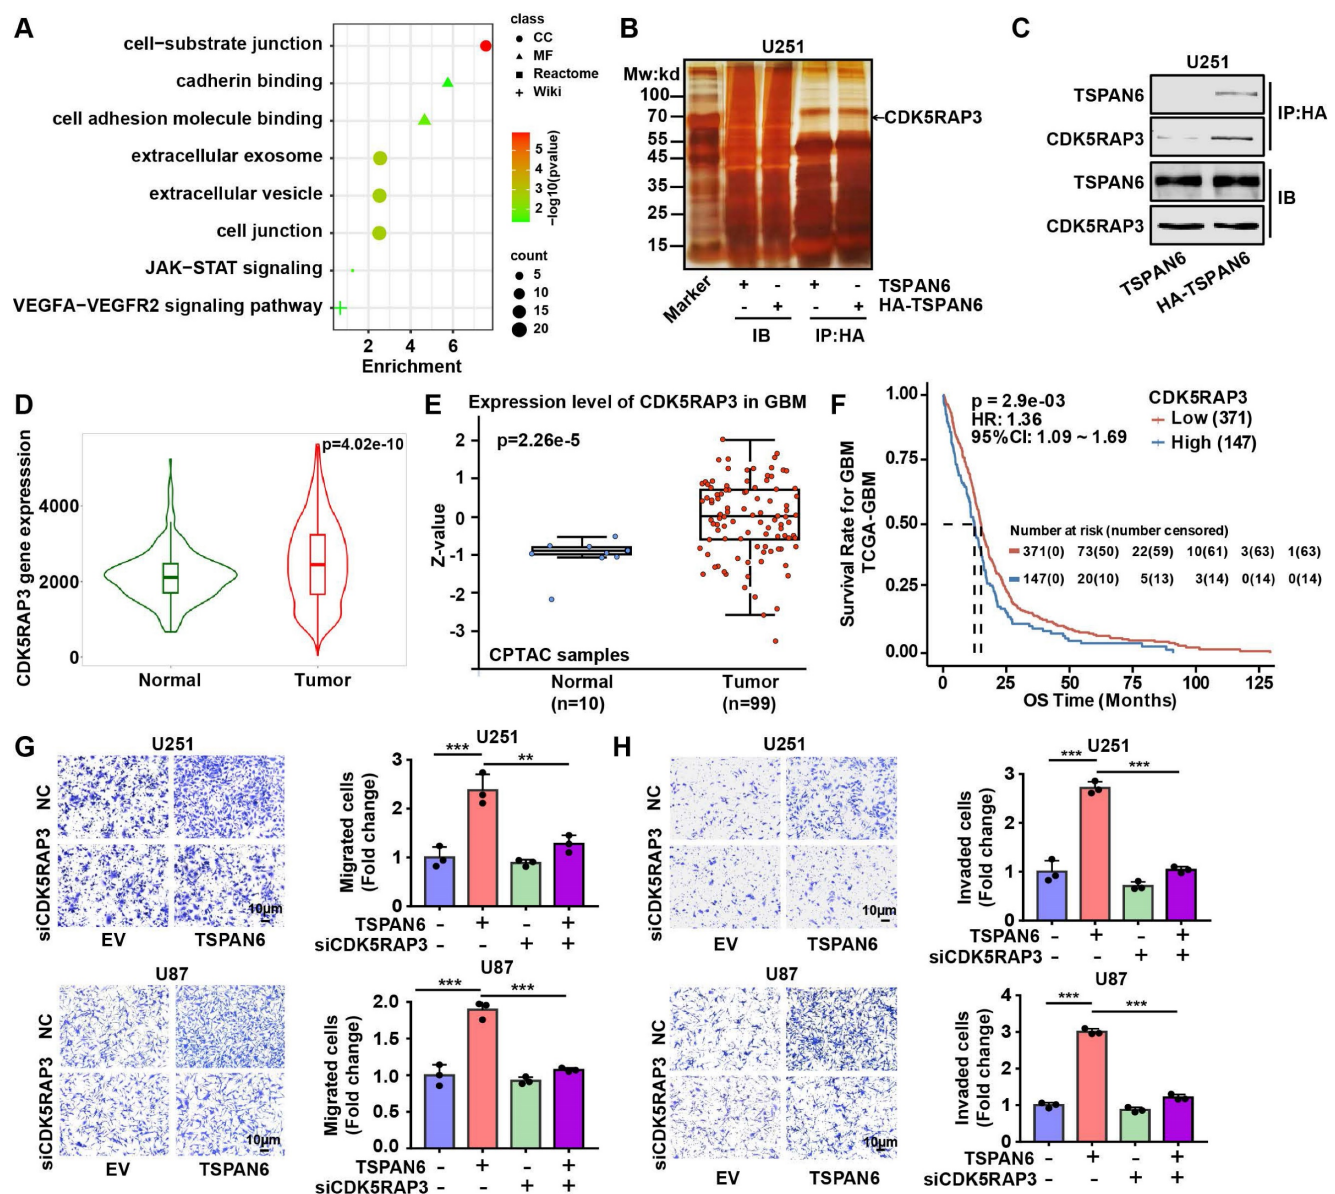 A
cell−substrate junction
cadherin binding
cell adhesion molecule binding
extracellular exosome
extracellular vesicle
cell junction
JAK−STAT signaling
VEGFA−VEGFR2 signaling pathway
2 4 6
Enrichment
class
CC
MF
Reactome
Wiki
5
4
3
2
−log10(pvalue)
count
5
10
15
20
B
U251
Mw:kd
100
70
55
45
35
25
15
←CDK5RAP3
Marker
+ - + - TSPAN6
- + - + HA-TSPAN6
IB IP:HA
C
U251
TSPAN6
CDK5RAP3
IP:HA
TSPAN6
CDK5RAP3
IB
TSPAN6
HA-TSPAN6
D
CDK5RAP3 gene expresssion
p=4.02e-10
4000
2000
0
Normal Tumor
E
Expression level of CDK5RAP3 in GBM
p=2.26e-5
Z-value
2
1
0
-1
-2
-3
CPTAC samples
Normal Tumor
(n=10) (n=99)
F
Survival Rate for GBM
TCGA-GBM
1.00
0.75
0.50
0.25
0.00
p = 2.9e-03
HR: 1.36
95%CI: 1.09 ~ 1.69
CDK5RAP3
Low (371)
High (147)
Number at risk (number censored)
371(0) 73(50) 22(59) 10(61) 3(63) 1(63)
147(0) 20(10) 5(13) 3(14) 0(14) 0(14)
0 25 50 75 100 125
OS Time (Months)
G
U251
NC
siCDK5RAP3
10μm
EV TSPAN6
U251
Migrated cells
(Fold change)
3
2
1
0
*** **
TSPAN6 - + - +
siCDK5RAP3 - - + +
U87
NC
siCDK5RAP3
10μm
EV TSPAN6
U87
Migrated cells
(Fold change)
2.0
1.5
1.0
0.5
0.0
*** ***
TSPAN6 - + - +
siCDK5RAP3 - - + +
H
U251
NC
siCDK5RAP3
10μm
EV TSPAN6
U251
Invaded cells
(Fold change)
3
2
1
0
*** ***
TSPAN6 - + - +
siCDK5RAP3 - - + +
U87
NC
siCDK5RAP3
10μm
EV TSPAN6
U87
Invaded cells
(Fold change)
4
3
2
1
0
*** ***
TSPAN6 - + - +
siCDK5RAP3 - - + +